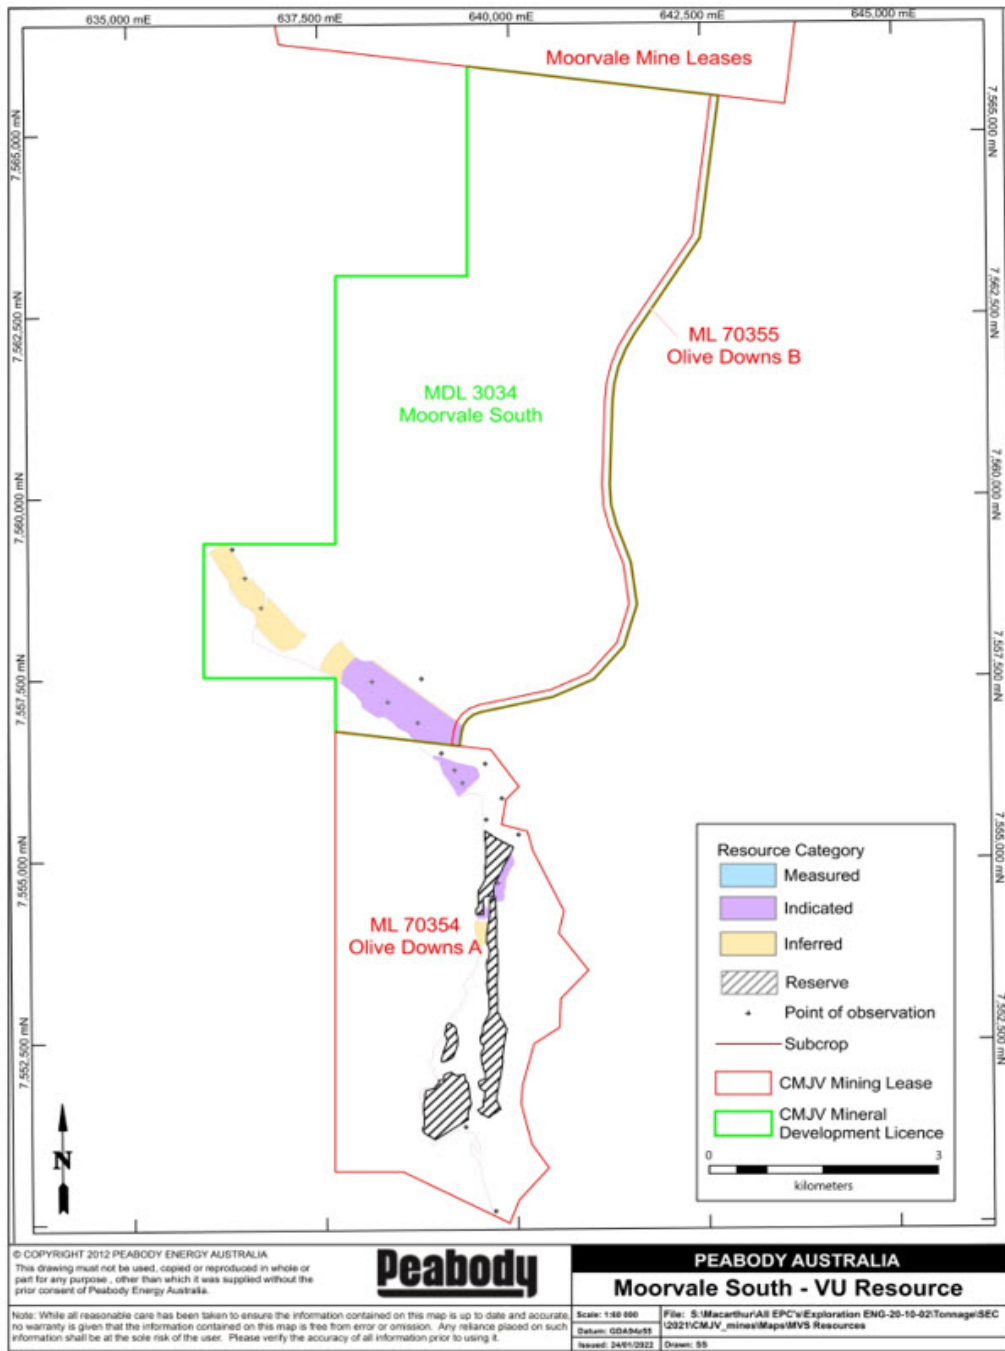 635,000 mE
637,500 mE
640,000 mE
642,500 mE
645,000 mE
Moorvale Mine Leases
7,565,000 mN
7,565,000 mN
7,562,500 mN
7,562,500 mN
ML 70355
Olive Downs B
MDL 3034
Moorvale South
7,560,000 mN
7,560,000 mN
7,557,500 mN
7,557,500 mN
7,555,000 mN
7,555,000 mN
ML 70354
Olive Downs A
7,552,500 mN
7,552,500 mN
Resource Category
Measured
Indicated
Inferred
Reserve
Point of observation
Subcrop
CMJV Mining Lease
CMJV Mineral
Development Licence
0 3
kilometers
N
© COPYRIGHT 2012 PEABODY ENERGY AUSTRALIA
This drawing must not be used, copied or reproduced in whole or
part for any purpose , other than which it was supplied without the
prior consent of Peabody Energy Australia.
Peabody
PEABODY AUSTRALIA
Moorvale South - VU Resource
Note: While all reasonable care has been taken to ensure the information contained on this map is up to date and accurate,
no warranty is given that the information contained on this map is free from error or omission. Any reliance placed on such
information shall be at the sole risk of the user. Please verify the accuracy of all information prior to using it.
Scale: 1:60 000
Datum: GDA94z55
Issued: 24/01/2022
File: S:\Macarthur\All EPC's\Exploration ENG-20-10-02\Tonnage\SEC
\2021\CMJV_mines\Maps\MVS Resources
Drawn: SS